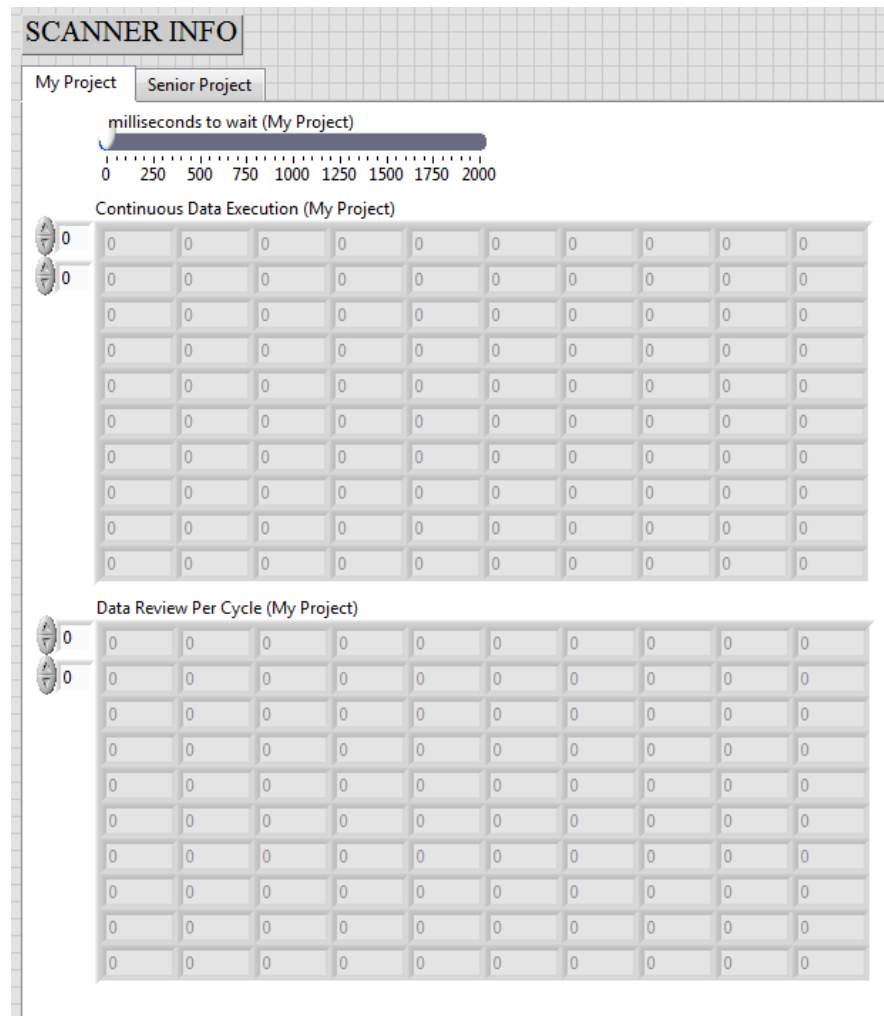 SCANNER INFO
My Project Senior Project
milliseconds to wait (My Project)
0 250 500 750 1000 1250 1500 1750 2000
Continuous Data Execution (My Project)
0 0 0 0 0 0 0 0 0 0 0
0 0 0 0 0 0 0 0 0 0 0
0 0 0 0 0 0 0 0 0 0
0 0 0 0 0 0 0 0 0 0
0 0 0 0 0 0 0 0 0 0
0 0 0 0 0 0 0 0 0 0
0 0 0 0 0 0 0 0 0 0
0 0 0 0 0 0 0 0 0 0
0 0 0 0 0 0 0 0 0 0
0 0 0 0 0 0 0 0 0 0
Data Review Per Cycle (My Project)
0 0 0 0 0 0 0 0 0 0 0
0 0 0 0 0 0 0 0 0 0 0
0 0 0 0 0 0 0 0 0 0
0 0 0 0 0 0 0 0 0 0
0 0 0 0 0 0 0 0 0 0
0 0 0 0 0 0 0 0 0 0
0 0 0 0 0 0 0 0 0 0
0 0 0 0 0 0 0 0 0 0
0 0 0 0 0 0 0 0 0 0
0 0 0 0 0 0 0 0 0 0